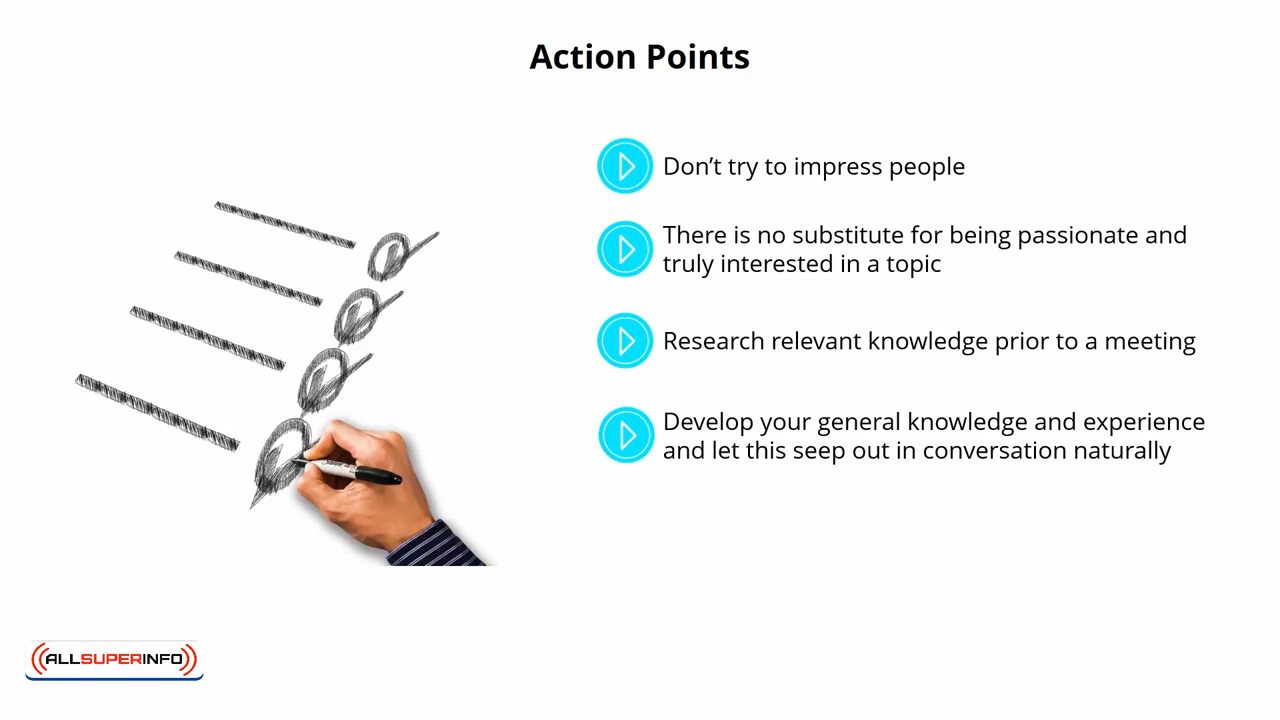 Action Points
Don’t try to impress people
There is no substitute for being passionate and
truly interested in a topic
Research relevant knowledge prior to a meeting
Develop your general knowledge and experience
and let this seep out in conversation naturally
ALLSUPERINFO